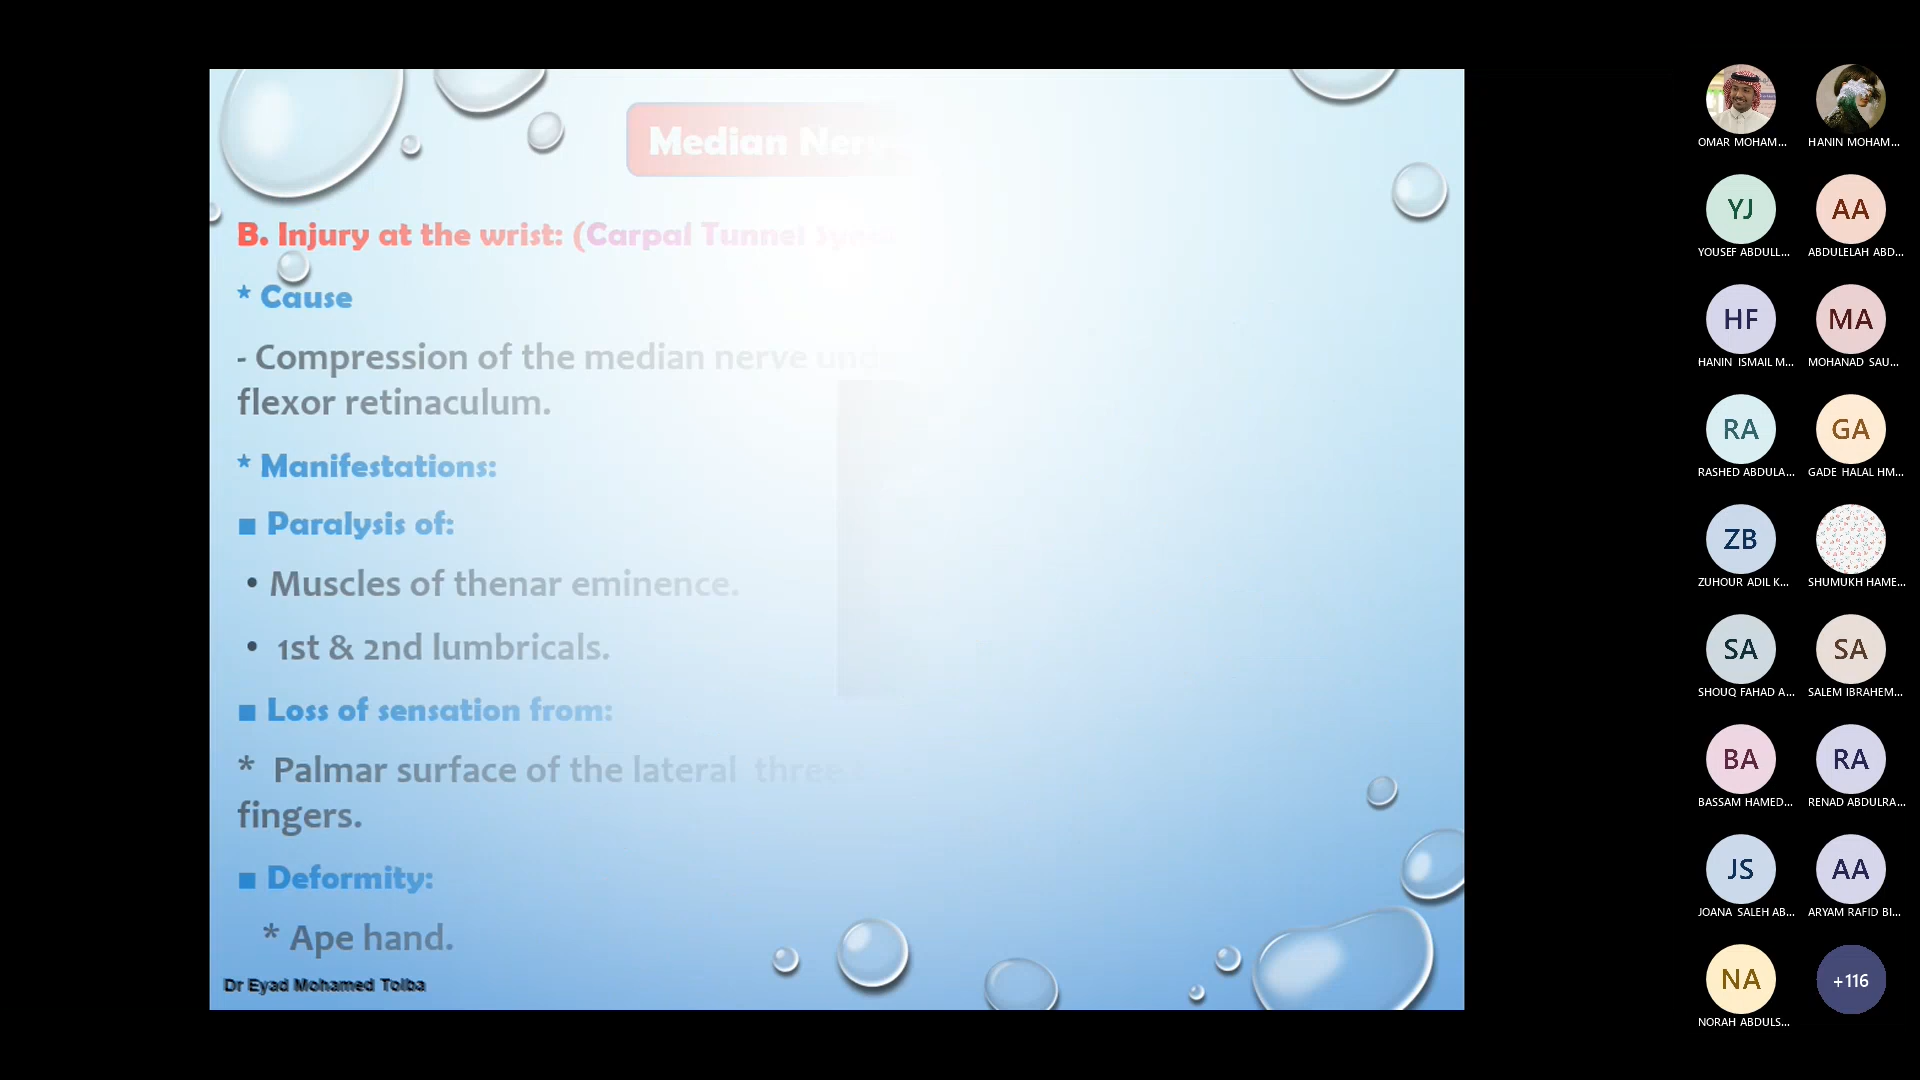 Median Nerve
B. Injury at the wrist: (Carpal Tunnel
* Cause
- Compression of the median nerve
flexor retinaculum.
* Manifestations:
■ Paralysis of:
• Muscles of thenar eminence.
• 1st & 2nd lumbricals.
■ Loss of sensation from:
* Palmar surface of the lateral three
fingers.
■ Deformity:
* Ape hand.
Dr Eyad Mohamed Tolba
OMAR MOHAM... HANIN MOHAM...
YJ AA
YOUSEF ABDULL... ABDULELAH ABD...
HF MA
HANIN ISMAIL M... MOHANAD SAU...
RA GA
RASHED ABDULA... GADE HALAL HM...
ZB
ZUHOUR ADIL K... SHUMUKH HAME...
SA SA
SHOUQ FAHAD A... SALEM IBRAHEM...
BA RA
BASSAM HAMED... RENAD ABDULRA...
JS AA
JOANA SALEH AB... ARYAM RAFID BI...
NA +116
NORAH ABDULS...